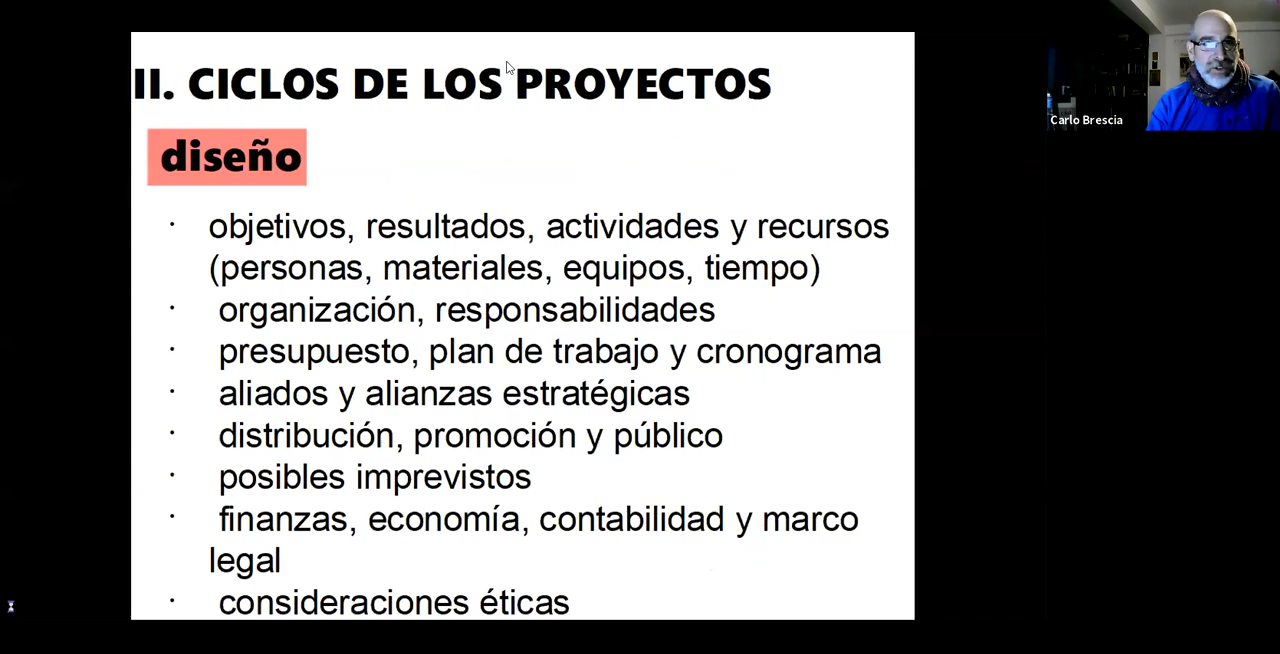 II. CICLOS DE LOS PROYECTOS
diseño
· objetivos, resultados, actividades y recursos
(personas, materiales, equipos, tiempo)
· organización, responsabilidades
· presupuesto, plan de trabajo y cronograma
· aliados y alianzas estratégicas
· distribución, promoción y público
· posibles imprevistos
· finanzas, economía, contabilidad y marco
legal
· consideraciones éticas
Carlo Brescia